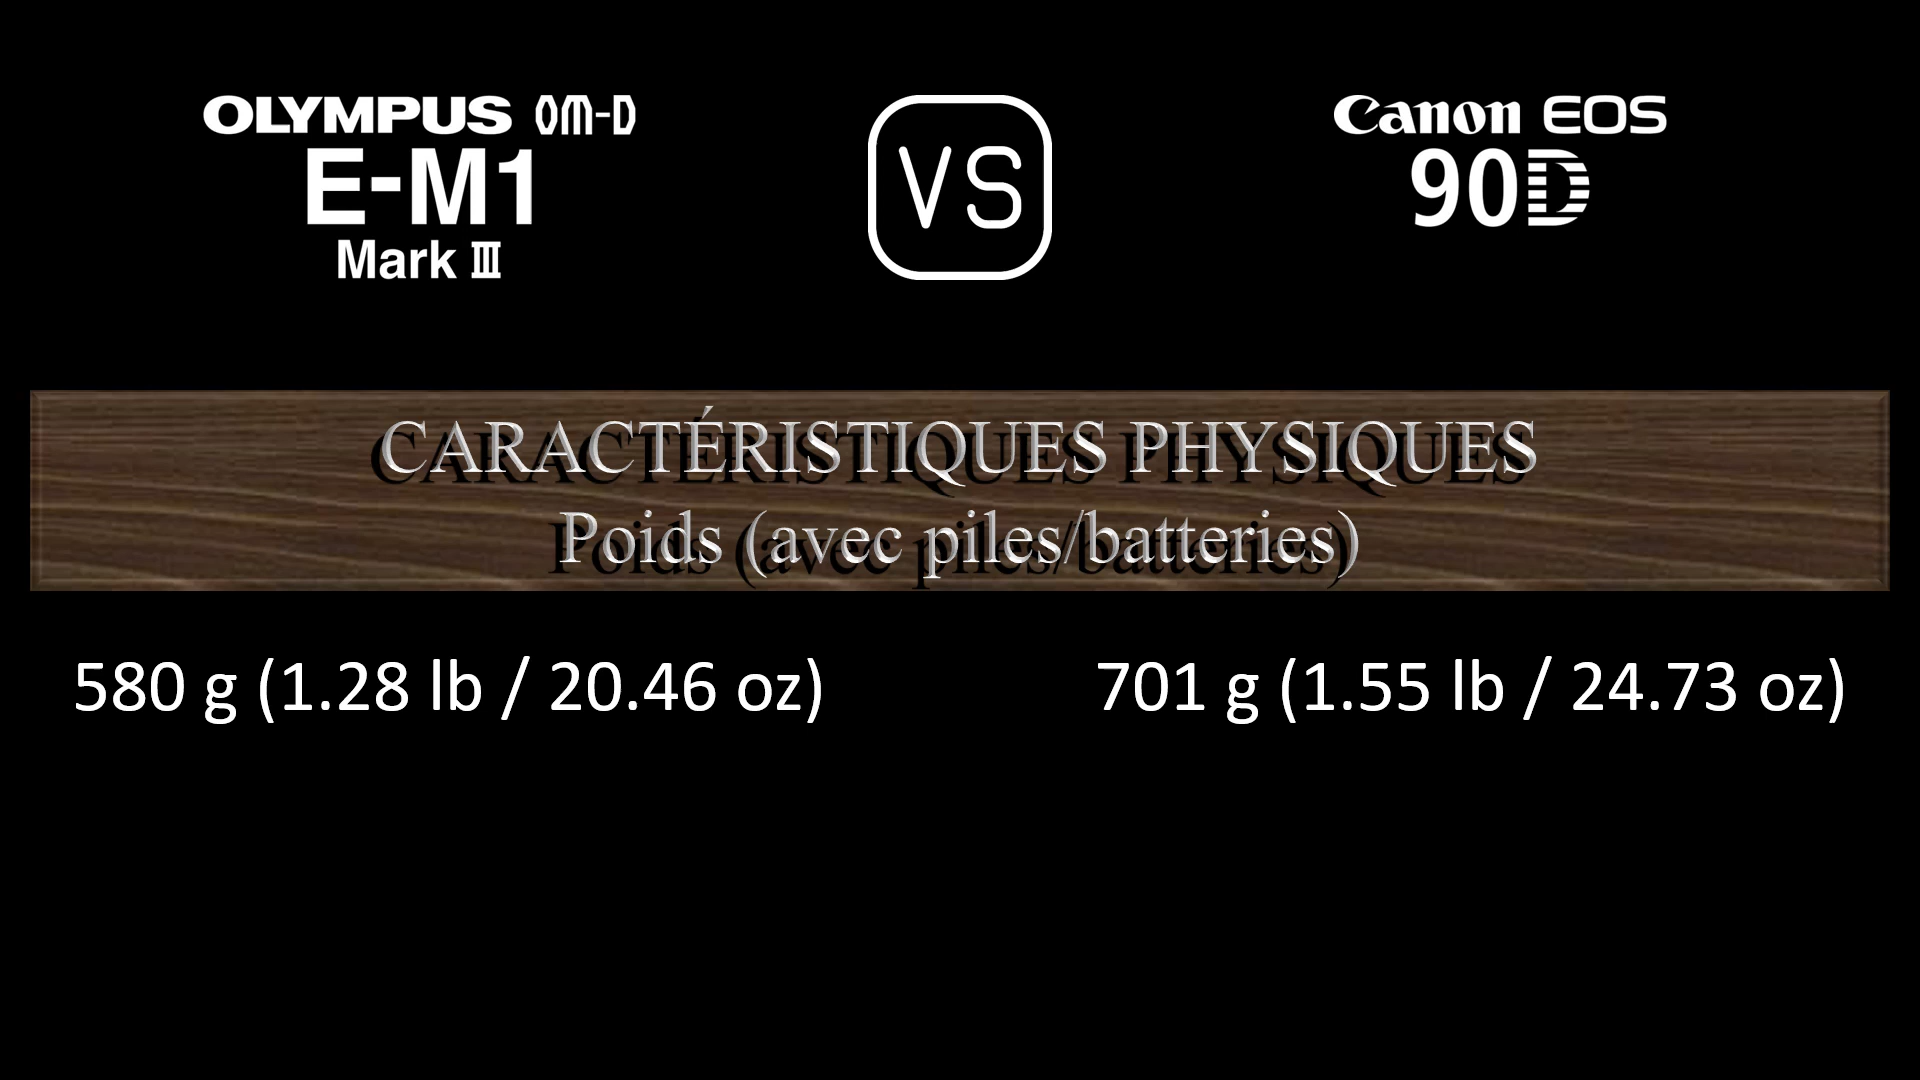 OLYMPUS OM-D
E-M1
Mark III
VS
Canon EOS
90D
CARACTÉRISTIQUES PHYSIQUES
Poids (avec piles/batteries)
580 g (1.28 lb / 20.46 oz)
701 g (1.55 lb / 24.73 oz)